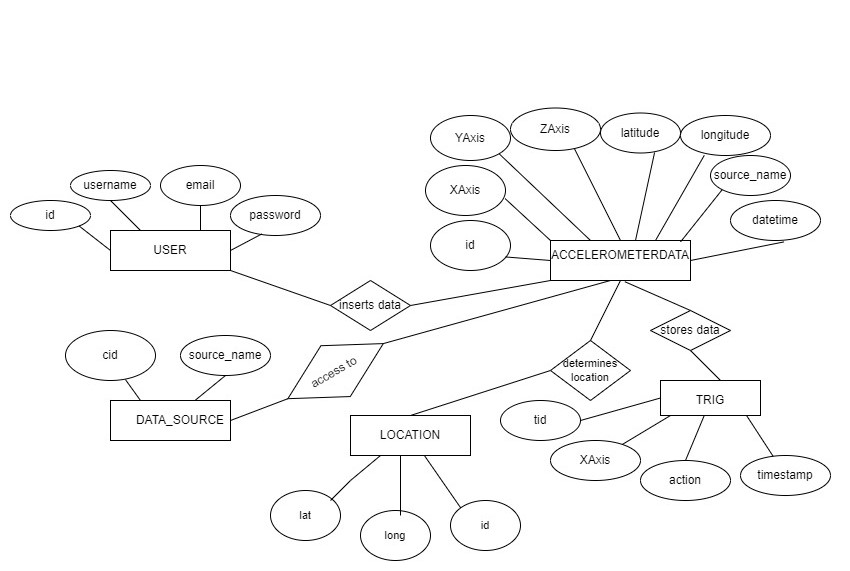 YAxis
ZAxis
latitude
longitude
XAxis
source_name
datetime
id
ACCELEROMETERDATA
username
email
id
password
USER
inserts data
stores data
cid
source_name
access to
determines
location
DATA_SOURCE
LOCATION
TRIG
tid
XAxis
action
timestamp
lat
long
id